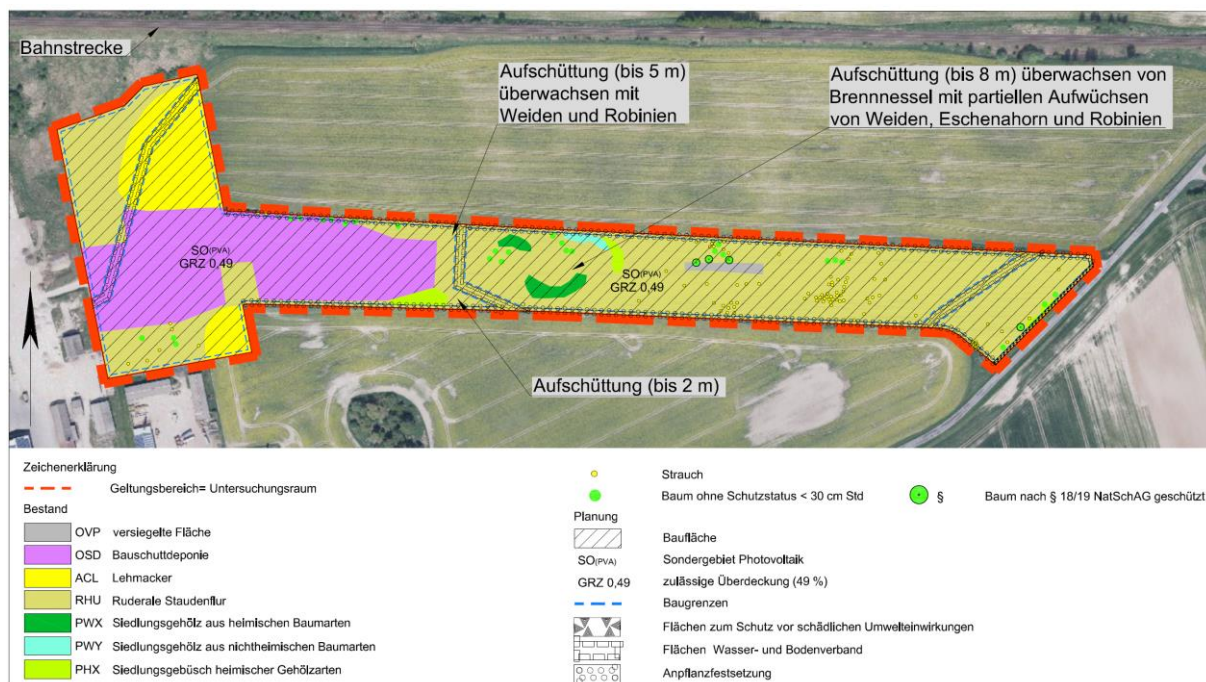 Bahnstrecke
Aufschüttung (bis 5 m)
überwachsen mit
Weiden und Robinien
Aufschüttung (bis 8 m) überwachsen von
Brennnessel mit partiellen Aufwüchsen
von Weiden, Eschenahorn und Robinien
SO(PVA)
GRZ 0,49
SO(PVA)
GRZ 0,49
Aufschüttung (bis 2 m)
Zeichenerklärung
Geltungsbereich= Untersuchungsraum
Bestand
OVP versiegelte Fläche
OSD Bauschuttdeponie
ACL Lehmacker
RHU Ruderale Staudenflur
PWX Siedlungsgehölz aus heimischen Baumarten
PWY Siedlungsgehölz aus nichtheimischen Baumarten
PHX Siedlungsgebüsch heimischer Gehölzarten
Strauch
Baum ohne Schutzstatus < 30 cm Std
§ Baum nach § 18/19 NatSchAG geschützt
Planung
Baufläche
SO(PVA) Sondergebiet Photovoltaik
GRZ 0,49 zulässige Überdeckung (49 %)
Baugrenzen
Flächen zum Schutz vor schädlichen Umwelteinwirkungen
Flächen Wasser- und Bodenverband
Anpflanzfestsetzung